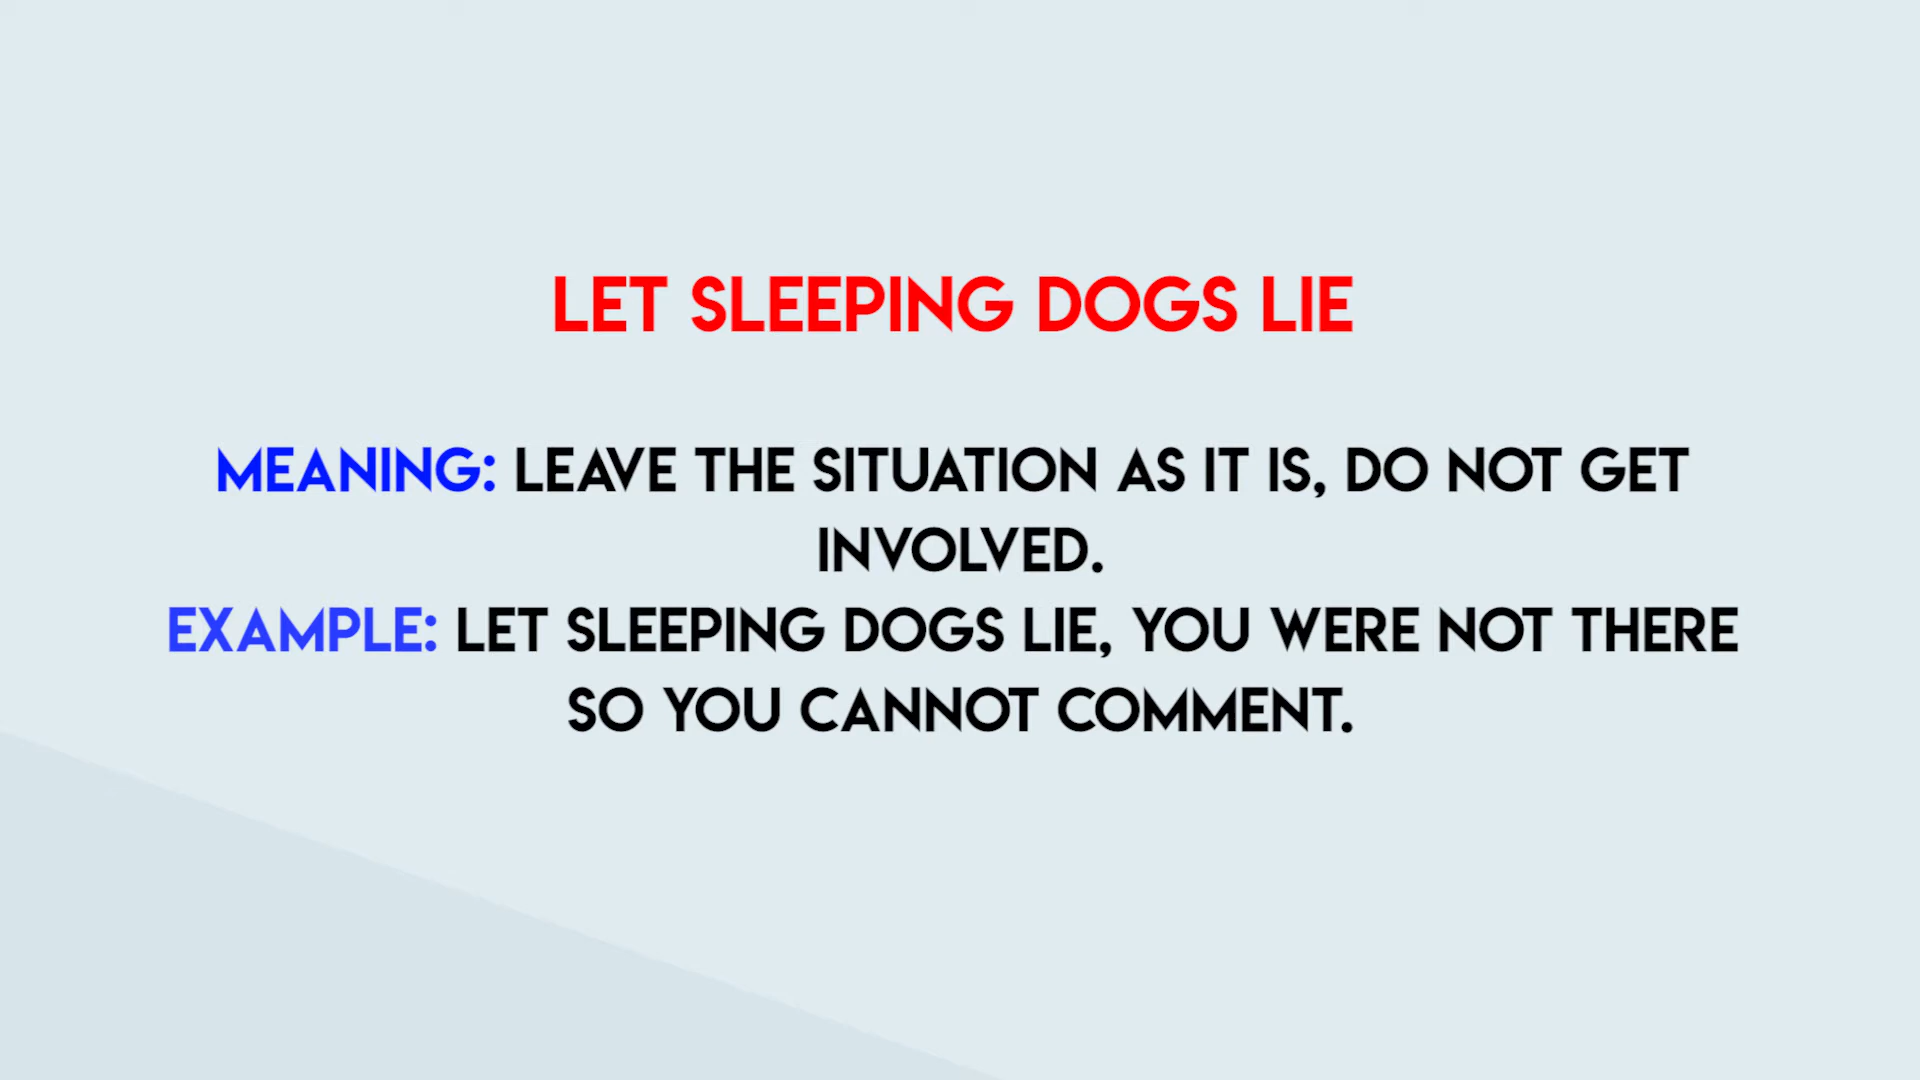 LET SLEEPING DOGS LIE
MEANING: LEAVE THE SITUATION AS IT IS, DO NOT GET
INVOLVED.
EXAMPLE: LET SLEEPING DOGS LIE, YOU WERE NOT THERE
SO YOU CANNOT COMMENT.